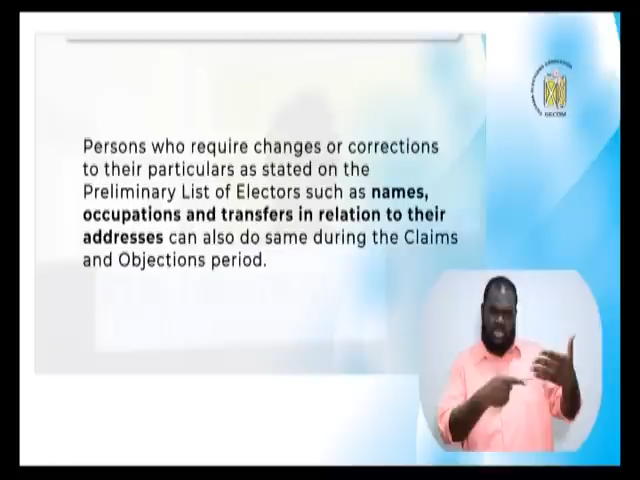 Persons who require changes or corrections
to their particulars as stated on the
Preliminary List of Electors such as names,
occupations and transfers in relation to their
addresses can also do same during the Claims
and Objections period.
GECOM